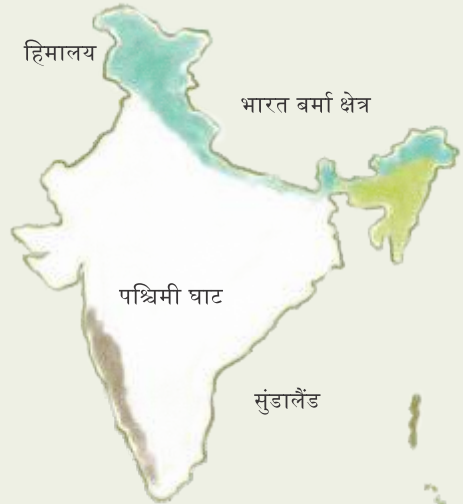 हिमालय
भारत बर्मा क्षेत्र
पश्चिमी घाट
सुंडालैंड